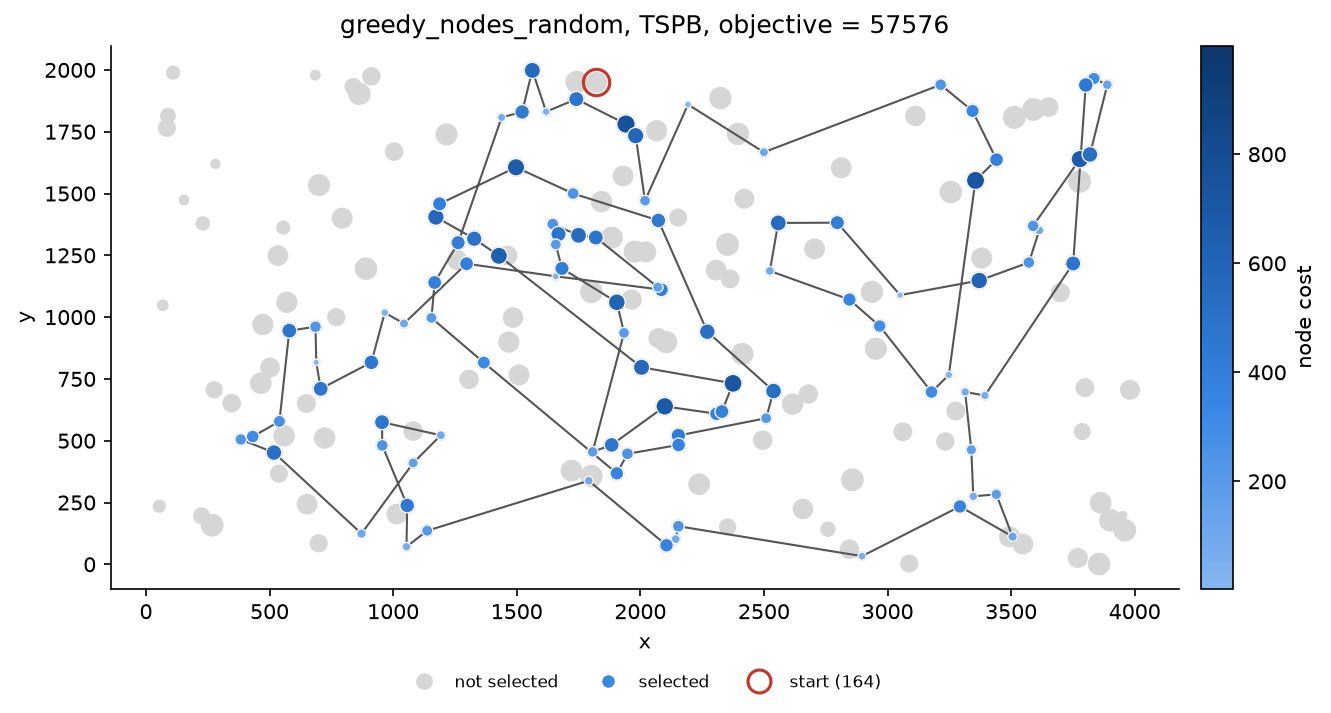 greedy_nodes_random, TSPB, objective = 57576
2000
1750
1500
1250
1000
750
500
250
0
y
0 500 1000 1500 2000 2500 3000 3500 4000
x
800
600
400
200
node cost
not selected selected start (164)